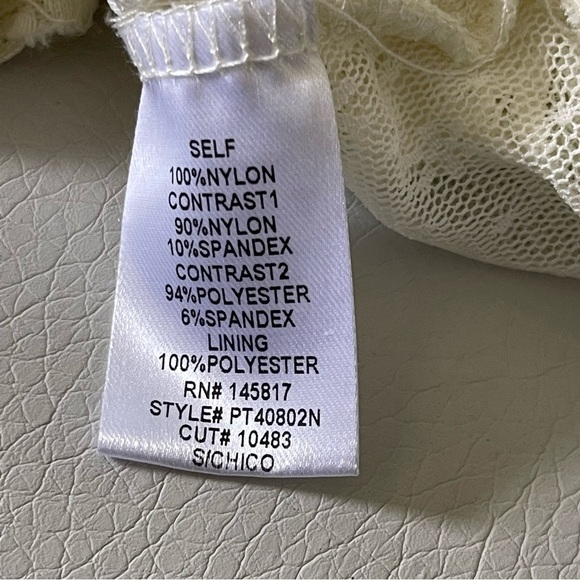 SELF
100%NYLON
CONTRAST1
90%NYLON
10%SPANDEX
CONTRAST2
94%POLYESTER
6%SPANDEX
LINING
100%POLYESTER
RN# 145817
STYLE# PT40802N
CUT# 10483
S/CHICO